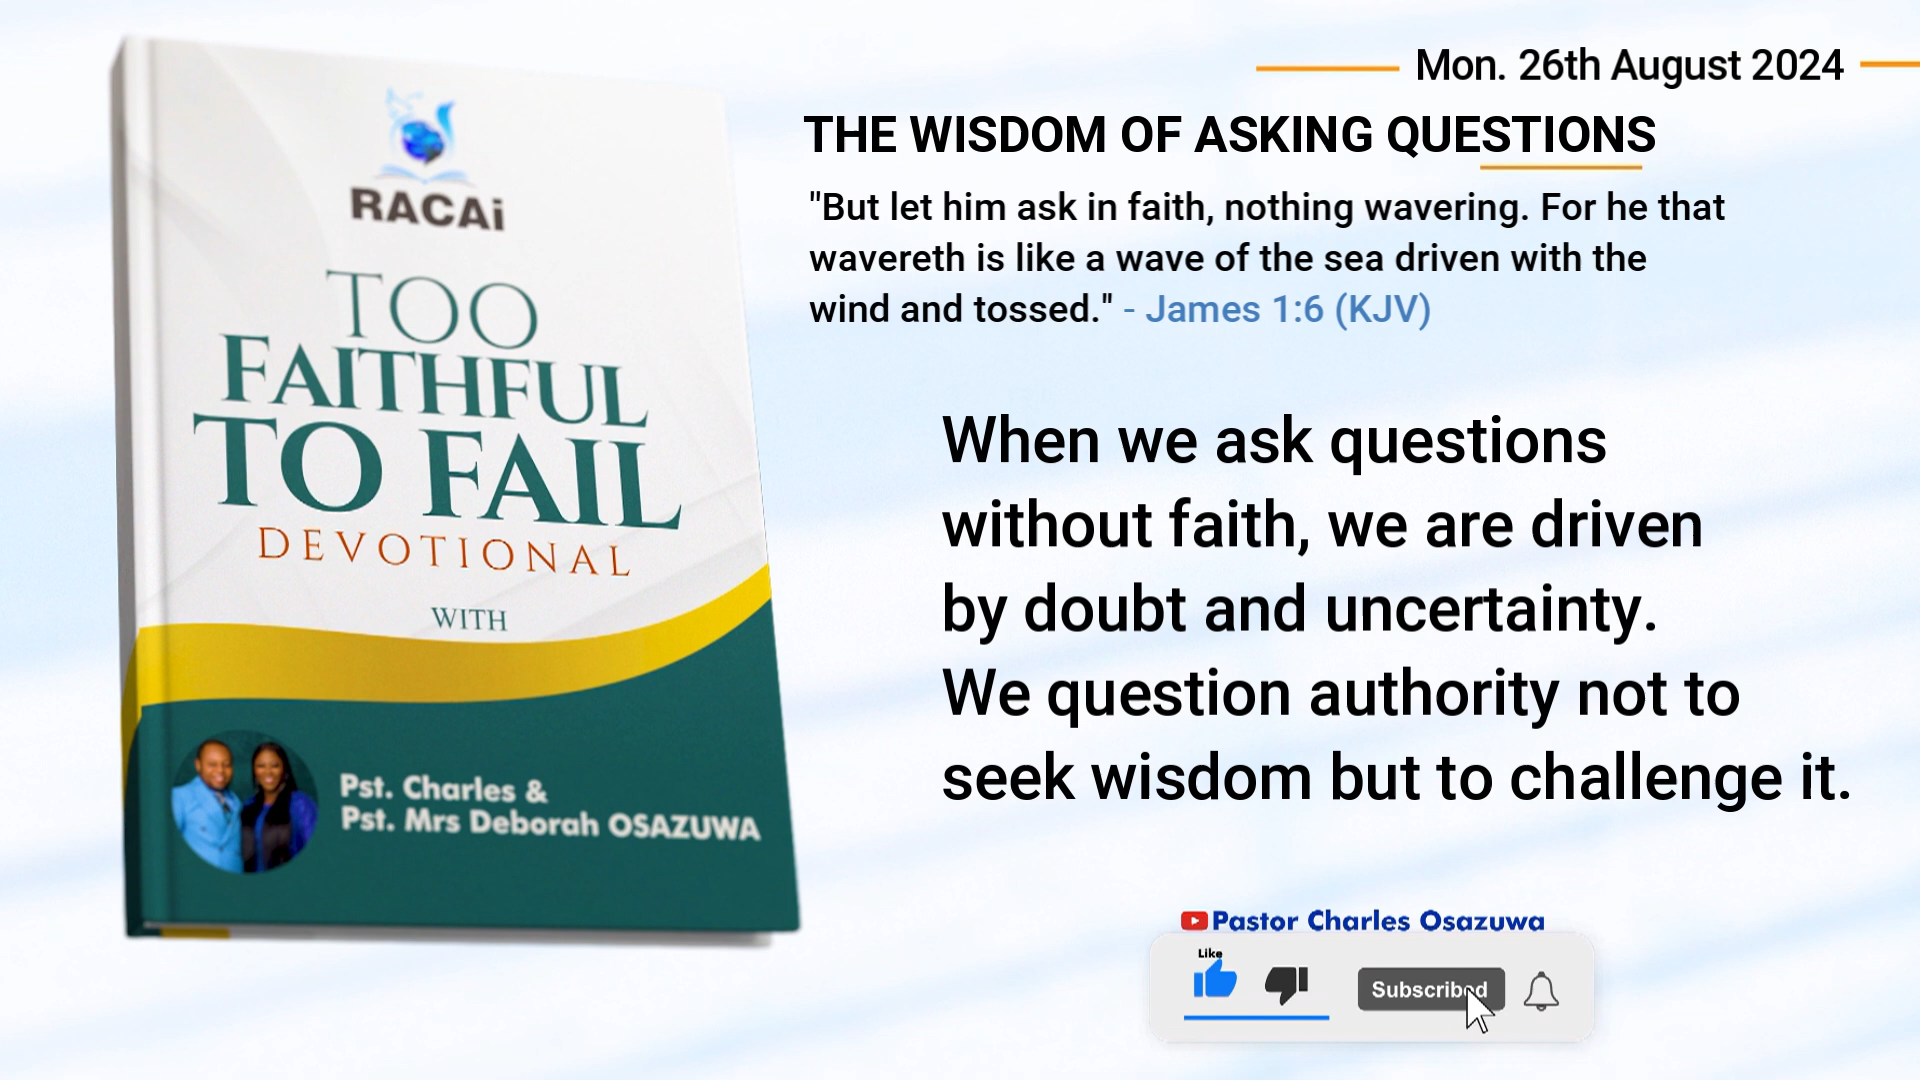 RACAi
TOO
FAITHFUL
TO FAIL
DEVOTIONAL
WITH
Pst. Charles &
Pst. Mrs Deborah OSAZUWA
Mon. 26th August 2024
THE WISDOM OF ASKING QUESTIONS
"But let him ask in faith, nothing wavering. For he that
wavereth is like a wave of the sea driven with the
wind and tossed." - James 1:6 (KJV)
When we ask questions
without faith, we are driven
by doubt and uncertainty.
We question authority not to
seek wisdom but to challenge it.
Pastor Charles Osazuwa
Like
Subscribed